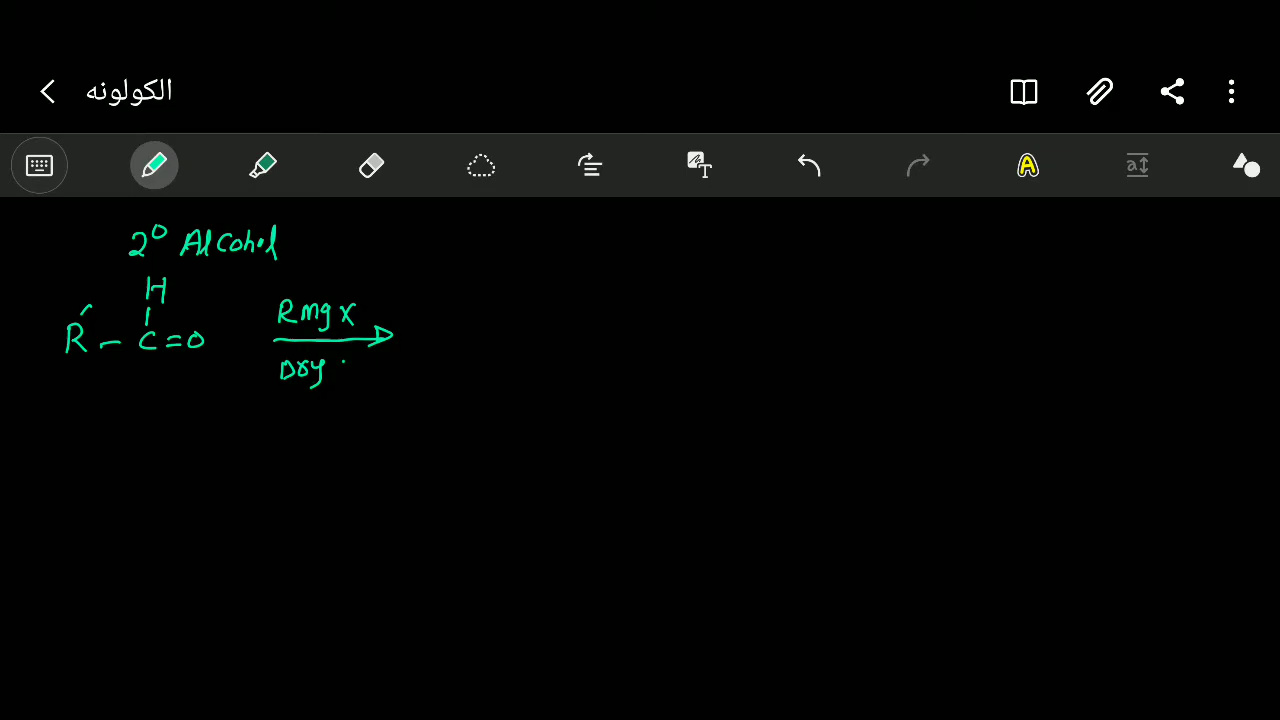 الكولونه
2° Alcohol
H
R´ - C = O
RmgX
Dry